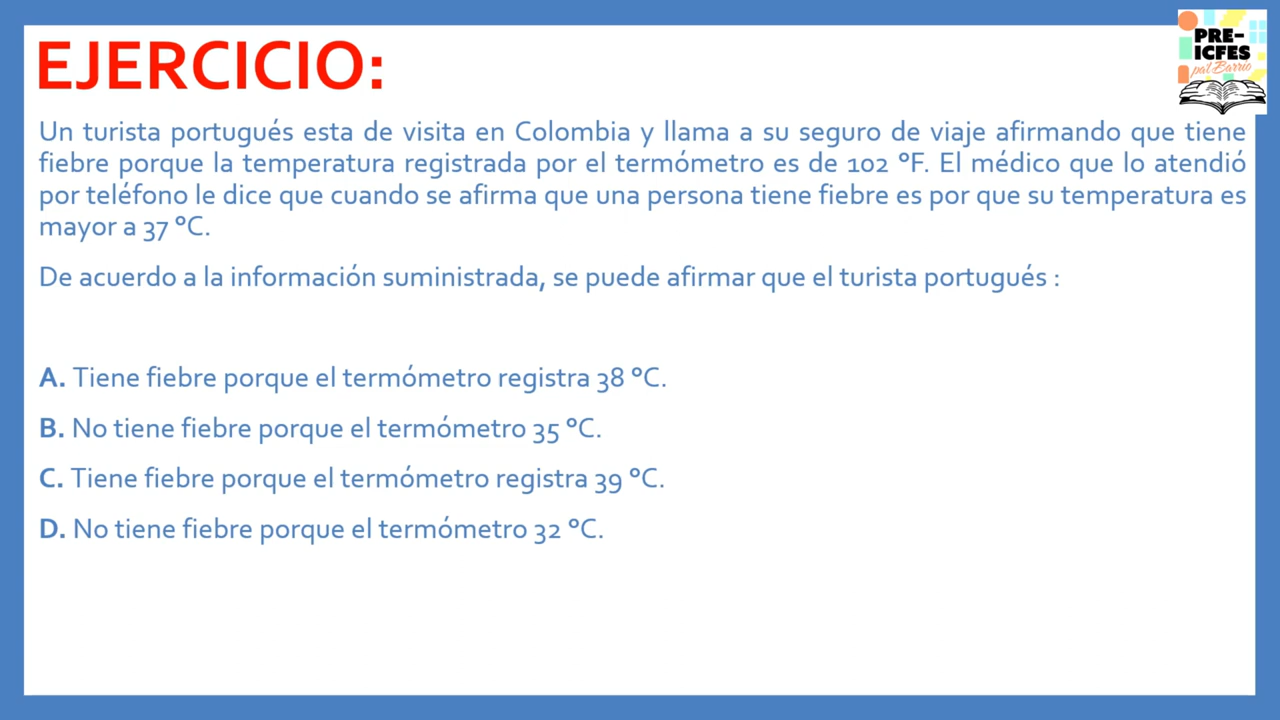 EJERCICIO:
PRE-
ICFES
pa'l Barrio
Un turista portugués esta de visita en Colombia y llama a su seguro de viaje afirmando que tiene
fiebre porque la temperatura registrada por el termómetro es de 102 °F. El médico que lo atendió
por teléfono le dice que cuando se afirma que una persona tiene fiebre es por que su temperatura es
mayor a 37 °C.
De acuerdo a la información suministrada, se puede afirmar que el turista portugués :
A. Tiene fiebre porque el termómetro registra 38 °C.
B. No tiene fiebre porque el termómetro 35 °C.
C. Tiene fiebre porque el termómetro registra 39 °C.
D. No tiene fiebre porque el termómetro 32 °C.